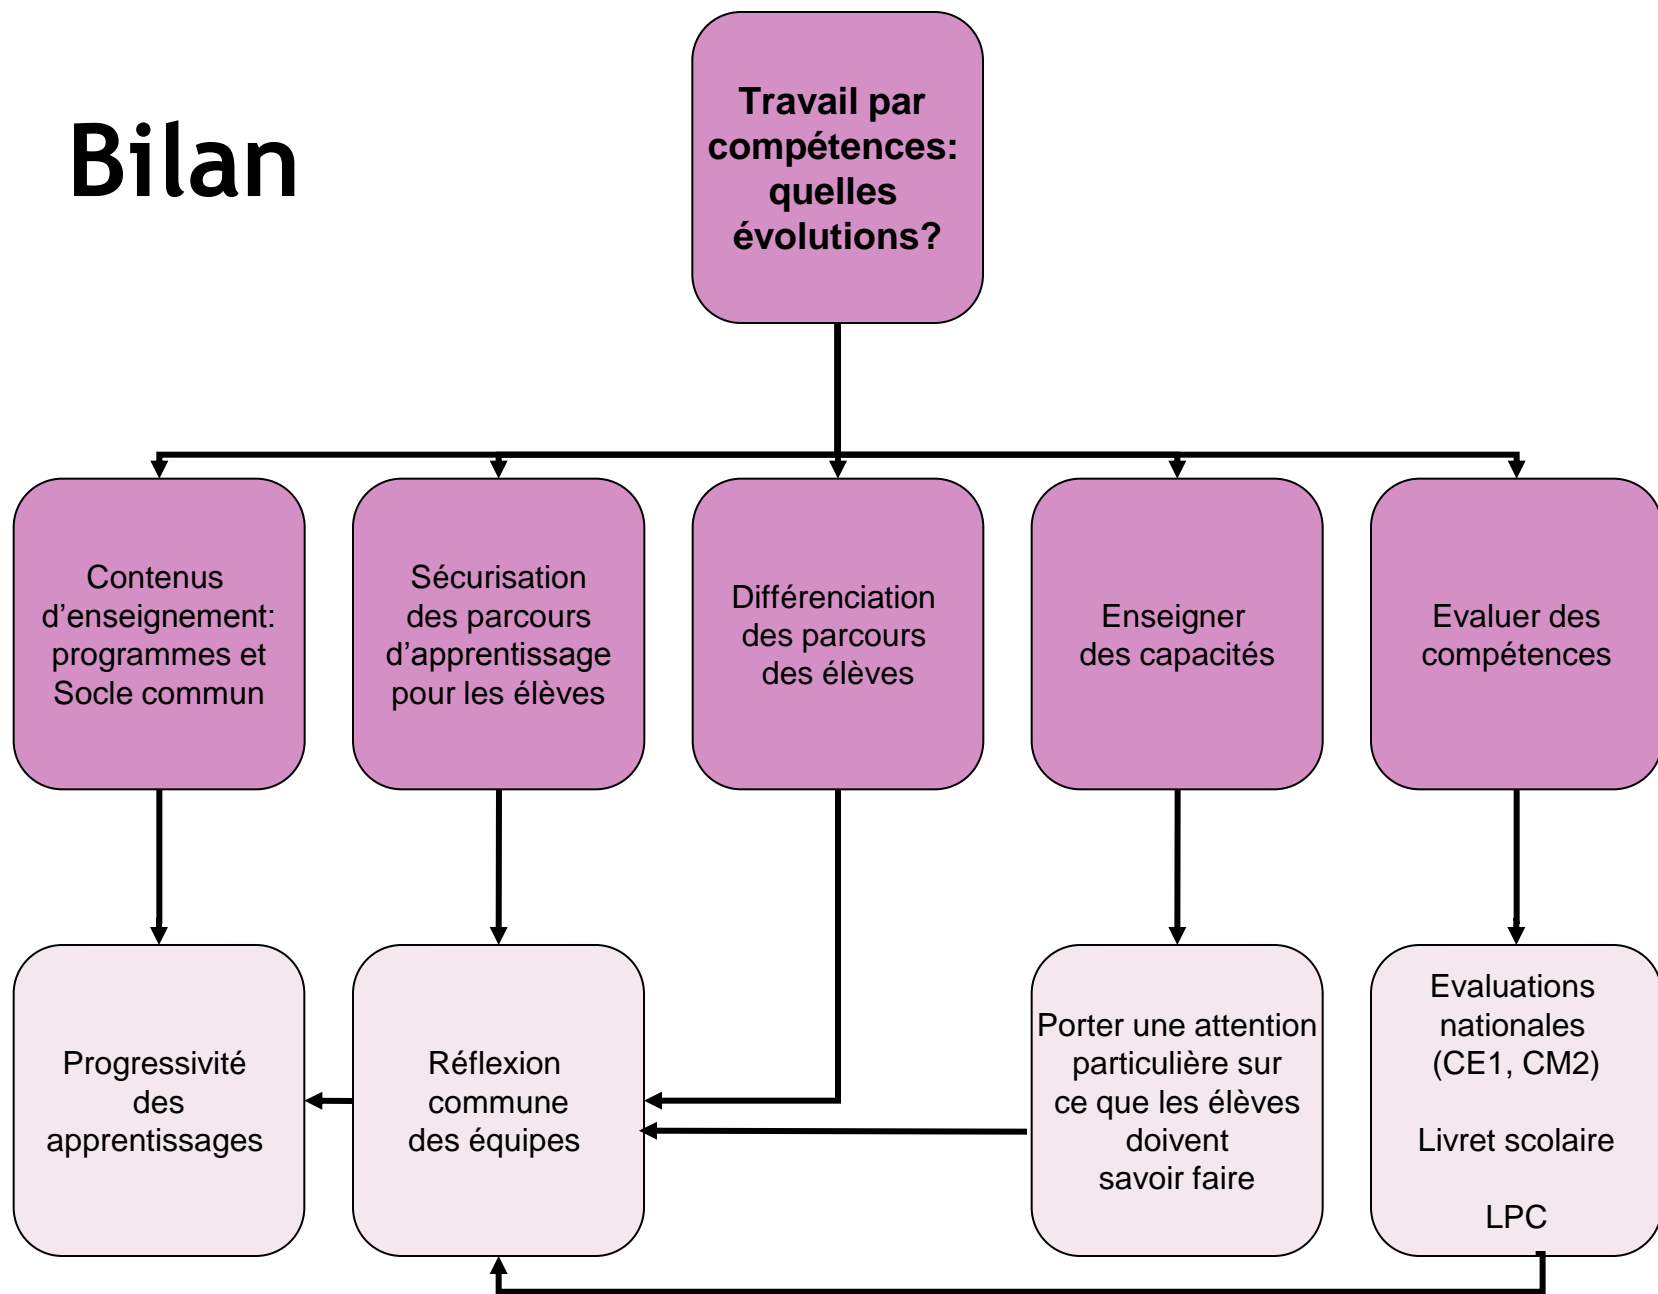 Bilan
Travail par
compétences:
quelles
évolutions?
Contenus
d’enseignement:
programmes et
Socle commun
Sécurisation
des parcours
d’apprentissage
pour les élèves
Différenciation
des parcours
des élèves
Enseigner
des capacités
Evaluer des
compétences
Progressivité
des
apprentissages
Réflexion
commune
des équipes
Porter une attention
particulière sur
ce que les élèves
doivent
savoir faire
Evaluations
nationales
(CE1, CM2)
Livret scolaire
LPC